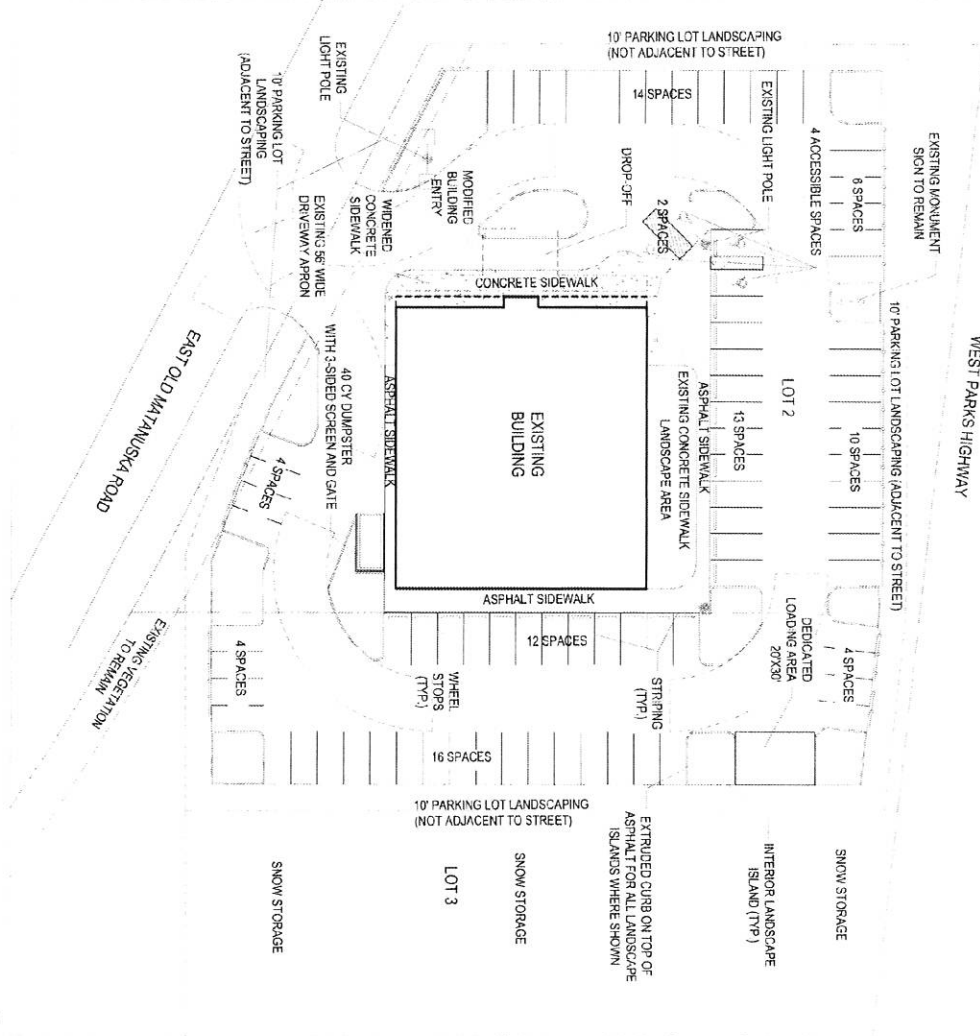 10' PARKING LOT LANDSCAPING
(NOT ADJACENT TO STREET)
EXISTING
LIGHT POLE
10' PARKING LOT
LANDSCAPING
(ADJACENT TO STREET)
14 SPACES
EXISTING LIGHT POLE
4 ACCESSIBLE SPACES
6 SPACES
EXISTING MONUMENT
SIGN TO REMAIN
MODIFIED
BUILDING
ENTRY
DROP-OFF
2 SPACES
WIDENED
CONCRETE
SIDEWALK
EXISTING 56' WIDE
DRIVEWAY APRON
CONCRETE SIDEWALK
10' PARKING LOT LANDSCAPING (ADJACENT TO STREET)
WEST PARKS HIGHWAY
EAST OLD MATANUSKA ROAD
40 CY DUMPSTER
WITH 3-SIDED SCREEN AND GATE
ASPHALT SIDEWALK
EXISTING
BUILDING
EXISTING CONCRETE SIDEWALK
LANDSCAPE AREA
ASPHALT SIDEWALK
13 SPACES
LOT 2
10 SPACES
4 SPACES
ASPHALT SIDEWALK
12 SPACES
DEDICATED
LOADING AREA
20'X30'
4 SPACES
EXISTING VEGETATION
TO REMAIN
4 SPACES
WHEEL
STOPS
(TYP.)
STRIPING
(TYP.)
16 SPACES
10' PARKING LOT LANDSCAPING
(NOT ADJACENT TO STREET)
SNOW STORAGE
LOT 3
SNOW STORAGE
EXTRUDED CURB ON TOP OF
ASPHALT FOR ALL LANDSCAPE
ISLANDS WHERE SHOWN
INTERIOR LANDSCAPE
ISLAND (TYP.)
SNOW STORAGE